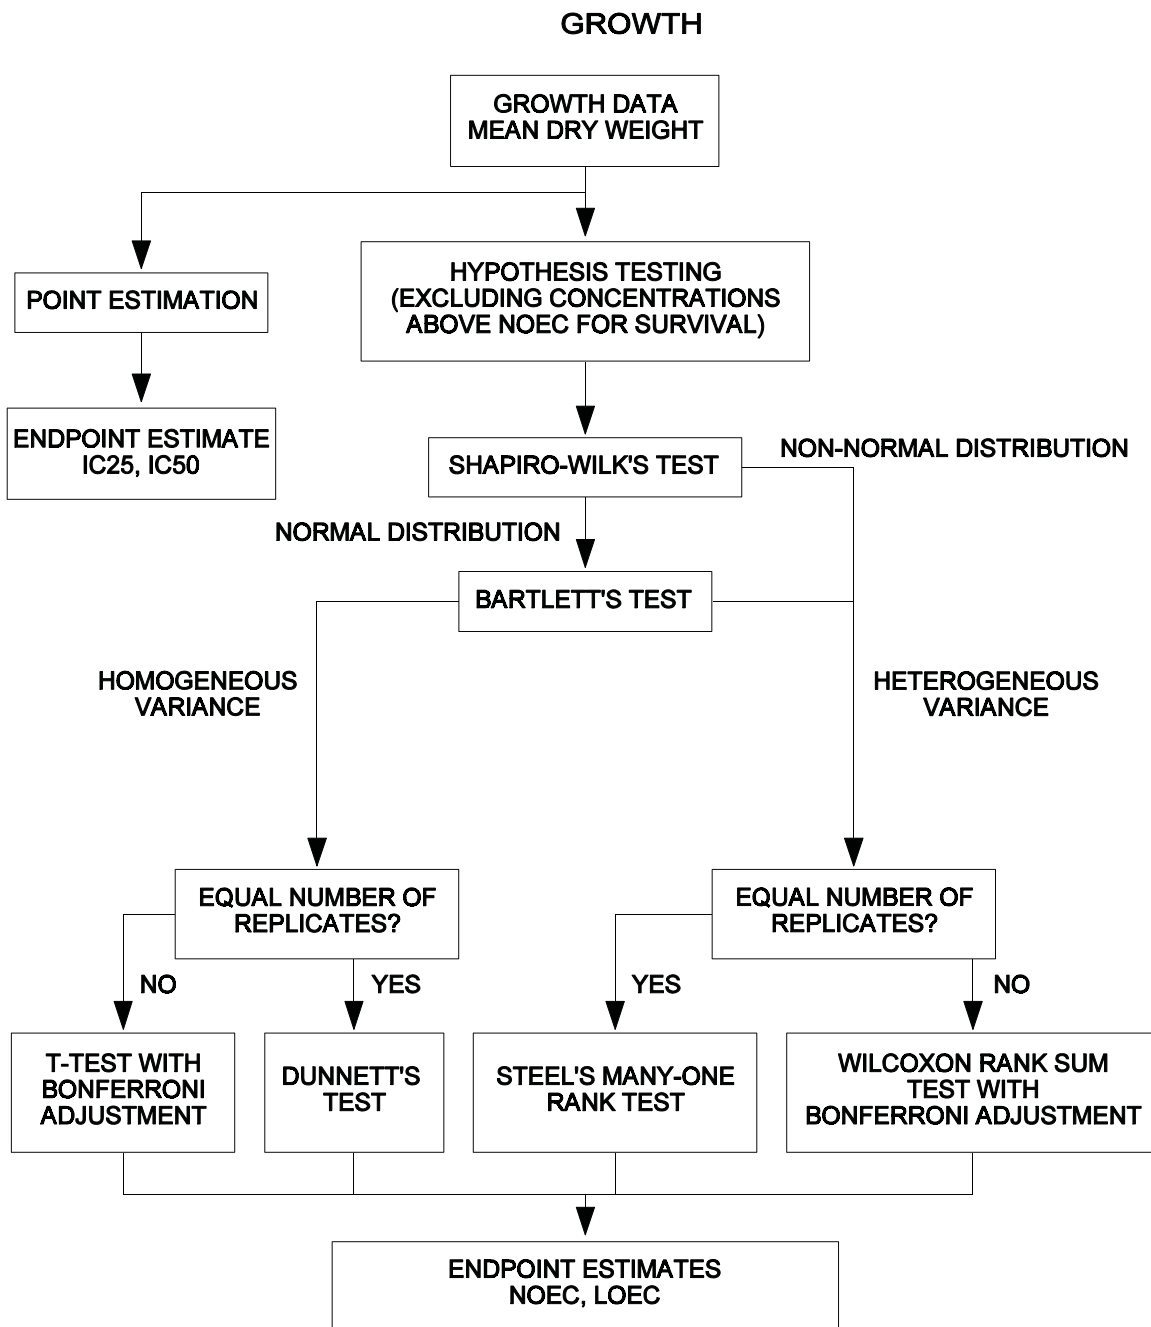 GROWTH
GROWTH DATA
MEAN DRY WEIGHT
POINT ESTIMATION
HYPOTHESIS TESTING
(EXCLUDING CONCENTRATIONS
ABOVE NOEC FOR SURVIVAL)
ENDPOINT ESTIMATE
IC25, IC50
SHAPIRO-WILK'S TEST
NON-NORMAL DISTRIBUTION
NORMAL DISTRIBUTION
BARTLETT'S TEST
HOMOGENEOUS
VARIANCE
HETEROGENEOUS
VARIANCE
EQUAL NUMBER OF
REPLICATES?
EQUAL NUMBER OF
REPLICATES?
NO
YES
YES
NO
T-TEST WITH
BONFERRONI
ADJUSTMENT
DUNNETT'S
TEST
STEEL'S MANY-ONE
RANK TEST
WILCOXON RANK SUM
TEST WITH
BONFERRONI ADJUSTMENT
ENDPOINT ESTIMATES
NOEC, LOEC